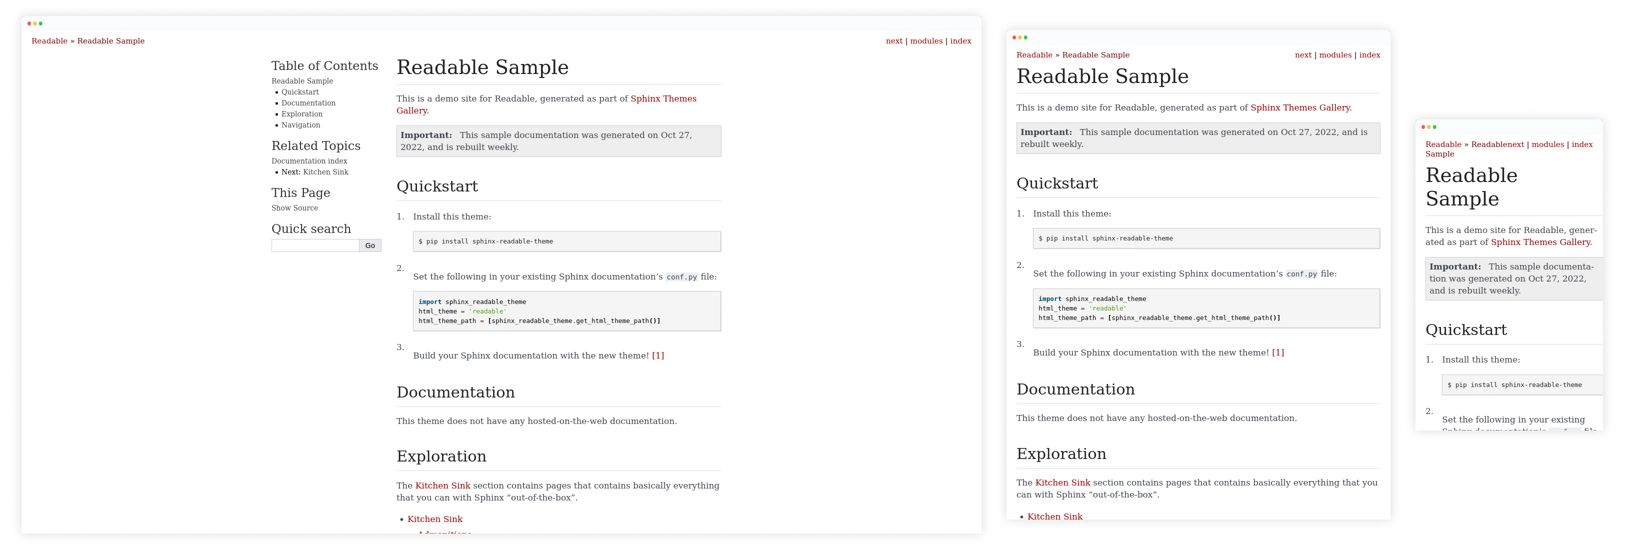 Readable » Readable Sample
next | modules | index
Table of Contents
Readable Sample
Quickstart
Documentation
Exploration
Navigation
Related Topics
Documentation index
Next: Kitchen Sink
This Page
Show Source
Quick search
Go
Readable Sample
This is a demo site for Readable, generated as part of Sphinx Themes
Gallery.
Important: This sample documentation was generated on Oct 27,
2022, and is rebuilt weekly.
Quickstart
1. Install this theme:
$ pip install sphinx-readable-theme
2.
Set the following in your existing Sphinx documentation’s conf.py file:
import sphinx_readable_theme
html_theme = 'readable'
html_theme_path = [sphinx_readable_theme.get_html_theme_path()]
3.
Build your Sphinx documentation with the new theme! [1]
Documentation
This theme does not have any hosted-on-the-web documentation.
Exploration
The Kitchen Sink section contains pages that contains basically everything
that you can with Sphinx “out-of-the-box”.
• Kitchen Sink
Readable » Readable Sample
next | modules | index
Readable Sample
This is a demo site for Readable, generated as part of Sphinx Themes Gallery.
Important: This sample documentation was generated on Oct 27, 2022, and is
rebuilt weekly.
Quickstart
1. Install this theme:
$ pip install sphinx-readable-theme
2.
Set the following in your existing Sphinx documentation’s conf.py file:
import sphinx_readable_theme
html_theme = 'readable'
html_theme_path = [sphinx_readable_theme.get_html_theme_path()]
3.
Build your Sphinx documentation with the new theme! [1]
Documentation
This theme does not have any hosted-on-the-web documentation.
Exploration
The Kitchen Sink section contains pages that contains basically everything that you
can with Sphinx “out-of-the-box”.
• Kitchen Sink
Readable » Readablenext | modules | index
Sample
Readable
Sample
This is a demo site for Readable, gener-
ated as part of Sphinx Themes Gallery.
Important: This sample documenta-
tion was generated on Oct 27, 2022,
and is rebuilt weekly.
Quickstart
1. Install this theme:
$ pip install sphinx-readable-theme
2.
Set the following in your existing